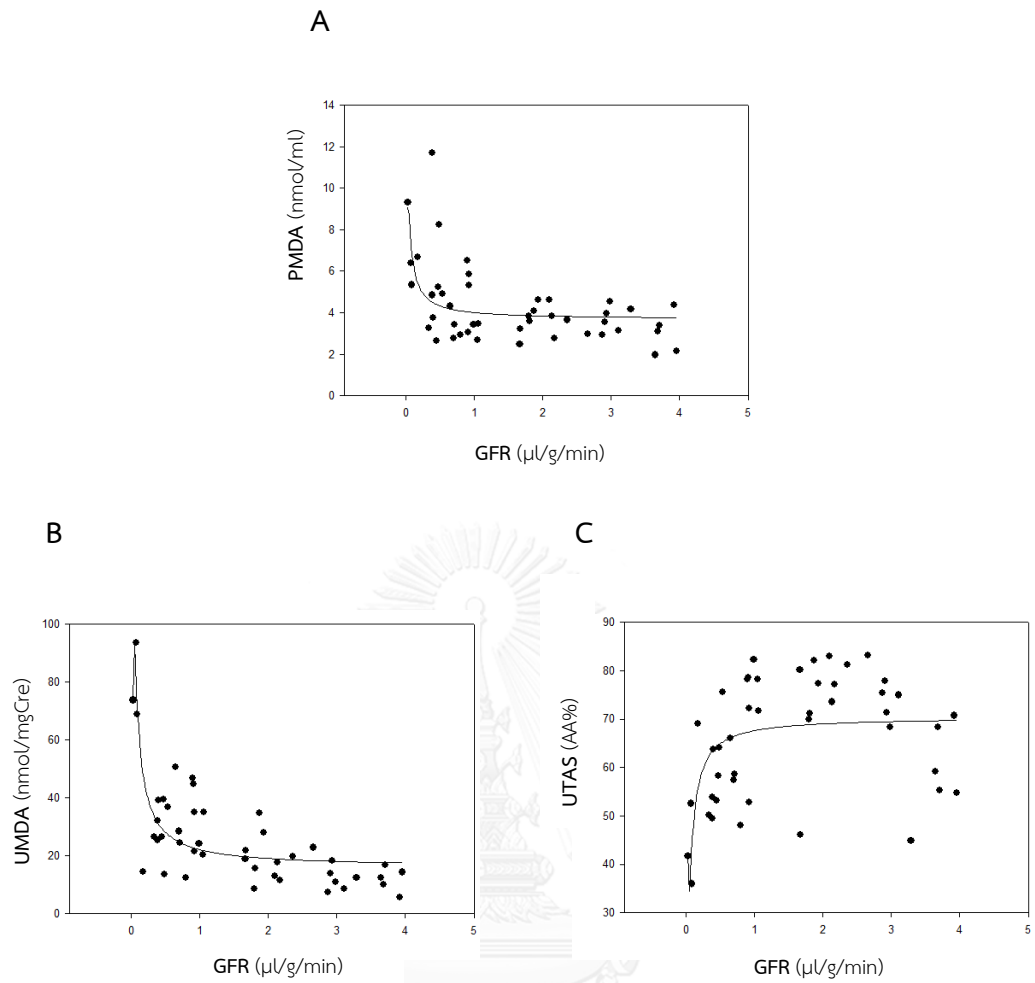 A
PMDA (nmol/ml)
14
12
10
8
6
4
2
0
0 1 2 3 4 5
GFR (µl/g/min)
B
UMDA (nmol/mgCre)
100
80
60
40
20
0
0 1 2 3 4 5
GFR (µl/g/min)
C
UTAS (AA%)
90
80
70
60
50
40
30
0 1 2 3 4 5
GFR (µl/g/min)